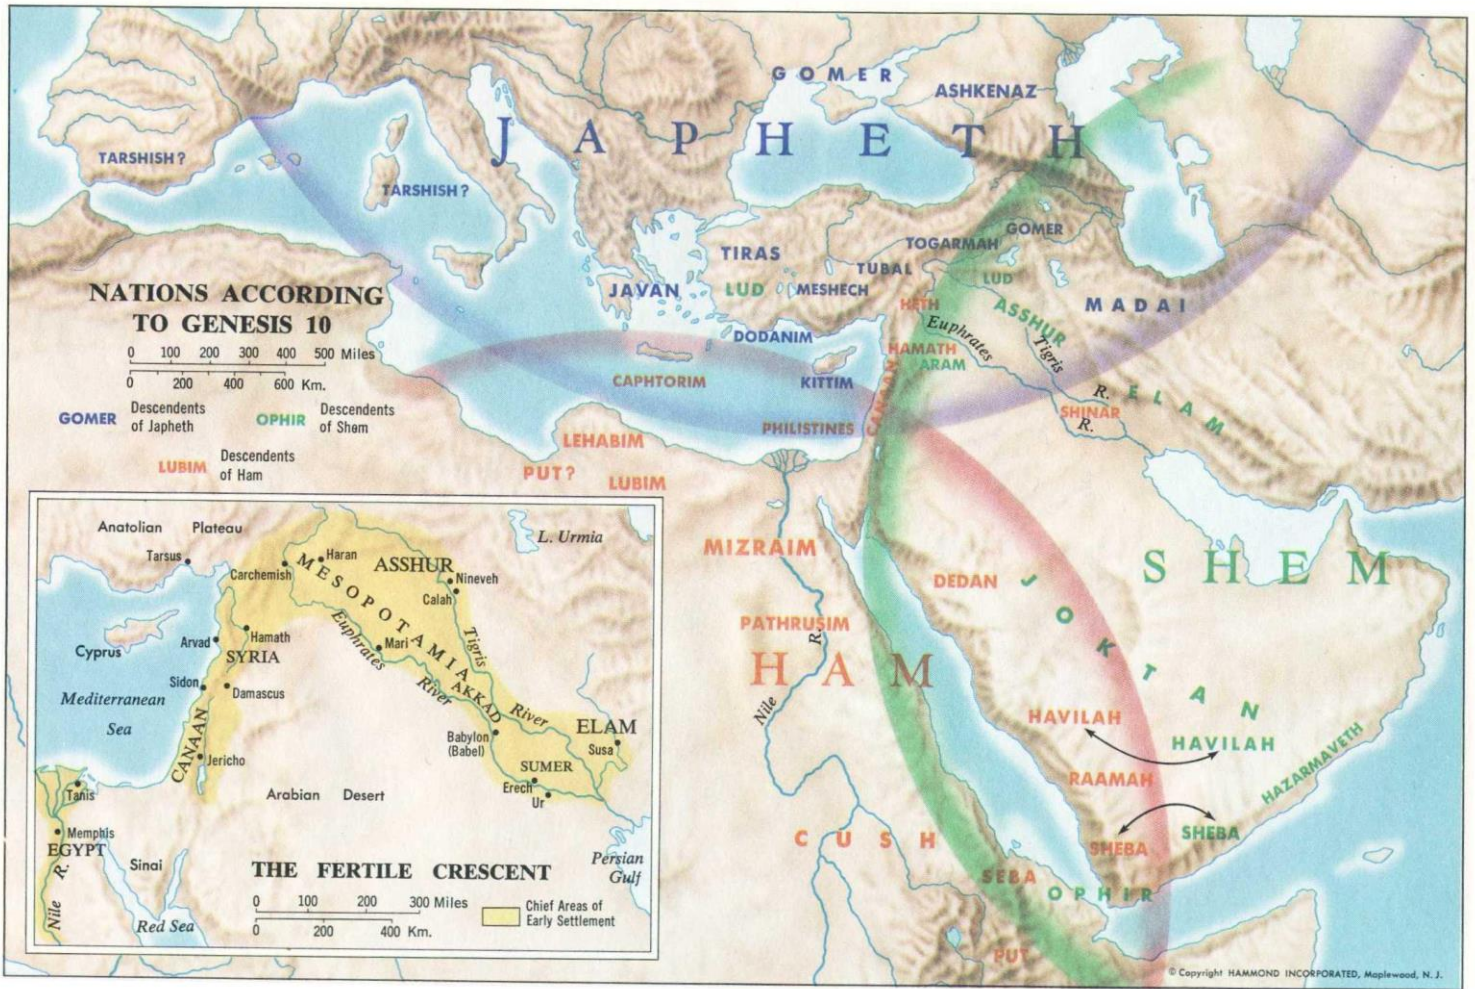 GOMER
ASHKENAZ
JAPHETH
TARSHISH?
TARSHISH?
TIRAS
TOGARMAH
GOMER
TUBAL
LUD
JAVAN
LUD
MESHECH
HETH
ASSHUR
MADAI
DODANIM
Euphrates
Tigris
HAMATH
ARAM
CAPHTORIM
KITTIM
CANAAN
R.
ELAM
SHINAR
R.
PHILISTINES
LEHABIM
PUT?
LUBIM
NATIONS ACCORDING
TO GENESIS 10
0 100 200 300 400 500 Miles
0 200 400 600 Km.
GOMER Descendents
of Japheth
OPHIR Descendents
of Shem
LUBIM Descendents
of Ham
MIZRAIM
SHEM
DEDAN
JOKTAN
PATHRUSIM
R.
HAM
Nile
HAVILAH
HAVILAH
RAAMAH
HAZARMAVETH
SHEBA
SHEBA
CUSH
SEBA
OPHIR
PUT
Anatolian Plateau
L. Urmia
Tarsus
Haran
Carchemish
MESOPOTAMIA
ASSHUR
Nineveh
Calah
Euphrates
Tigris
Arvad
Hamath
Cyprus
SYRIA
Mari
Sidon
Damascus
AKKAD
River
River
Mediterranean
Sea
CANAAN
Babylon
(Babel)
ELAM
Susa
Jericho
SUMER
Erech
Ur
Arabian Desert
Tanis
Memphis
EGYPT
Sinai
R.
Nile
Red Sea
Persian
Gulf
THE FERTILE CRESCENT
0 100 200 300 Miles
0 200 400 Km.
Chief Areas of
Early Settlement
© Copyright HAMMOND INCORPORATED, Maplewood, N. J.